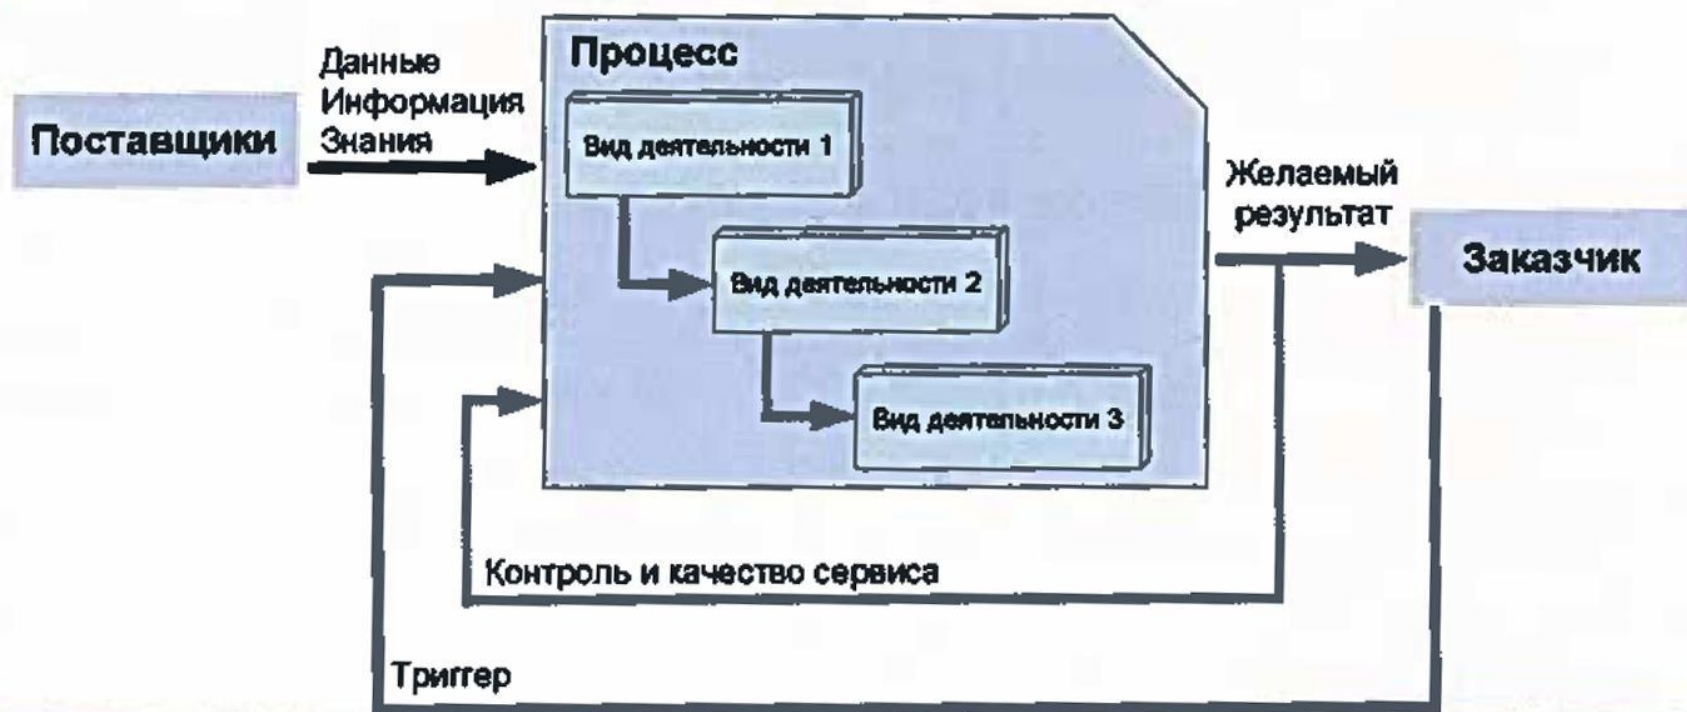 Процесс
Данные
Информация
Знания
Поставщики
Вид деятельности 1
Желаемый
результат
Вид деятельности 2
Заказчик
Вид деятельности 3
Контроль и качество сервиса
Триггер